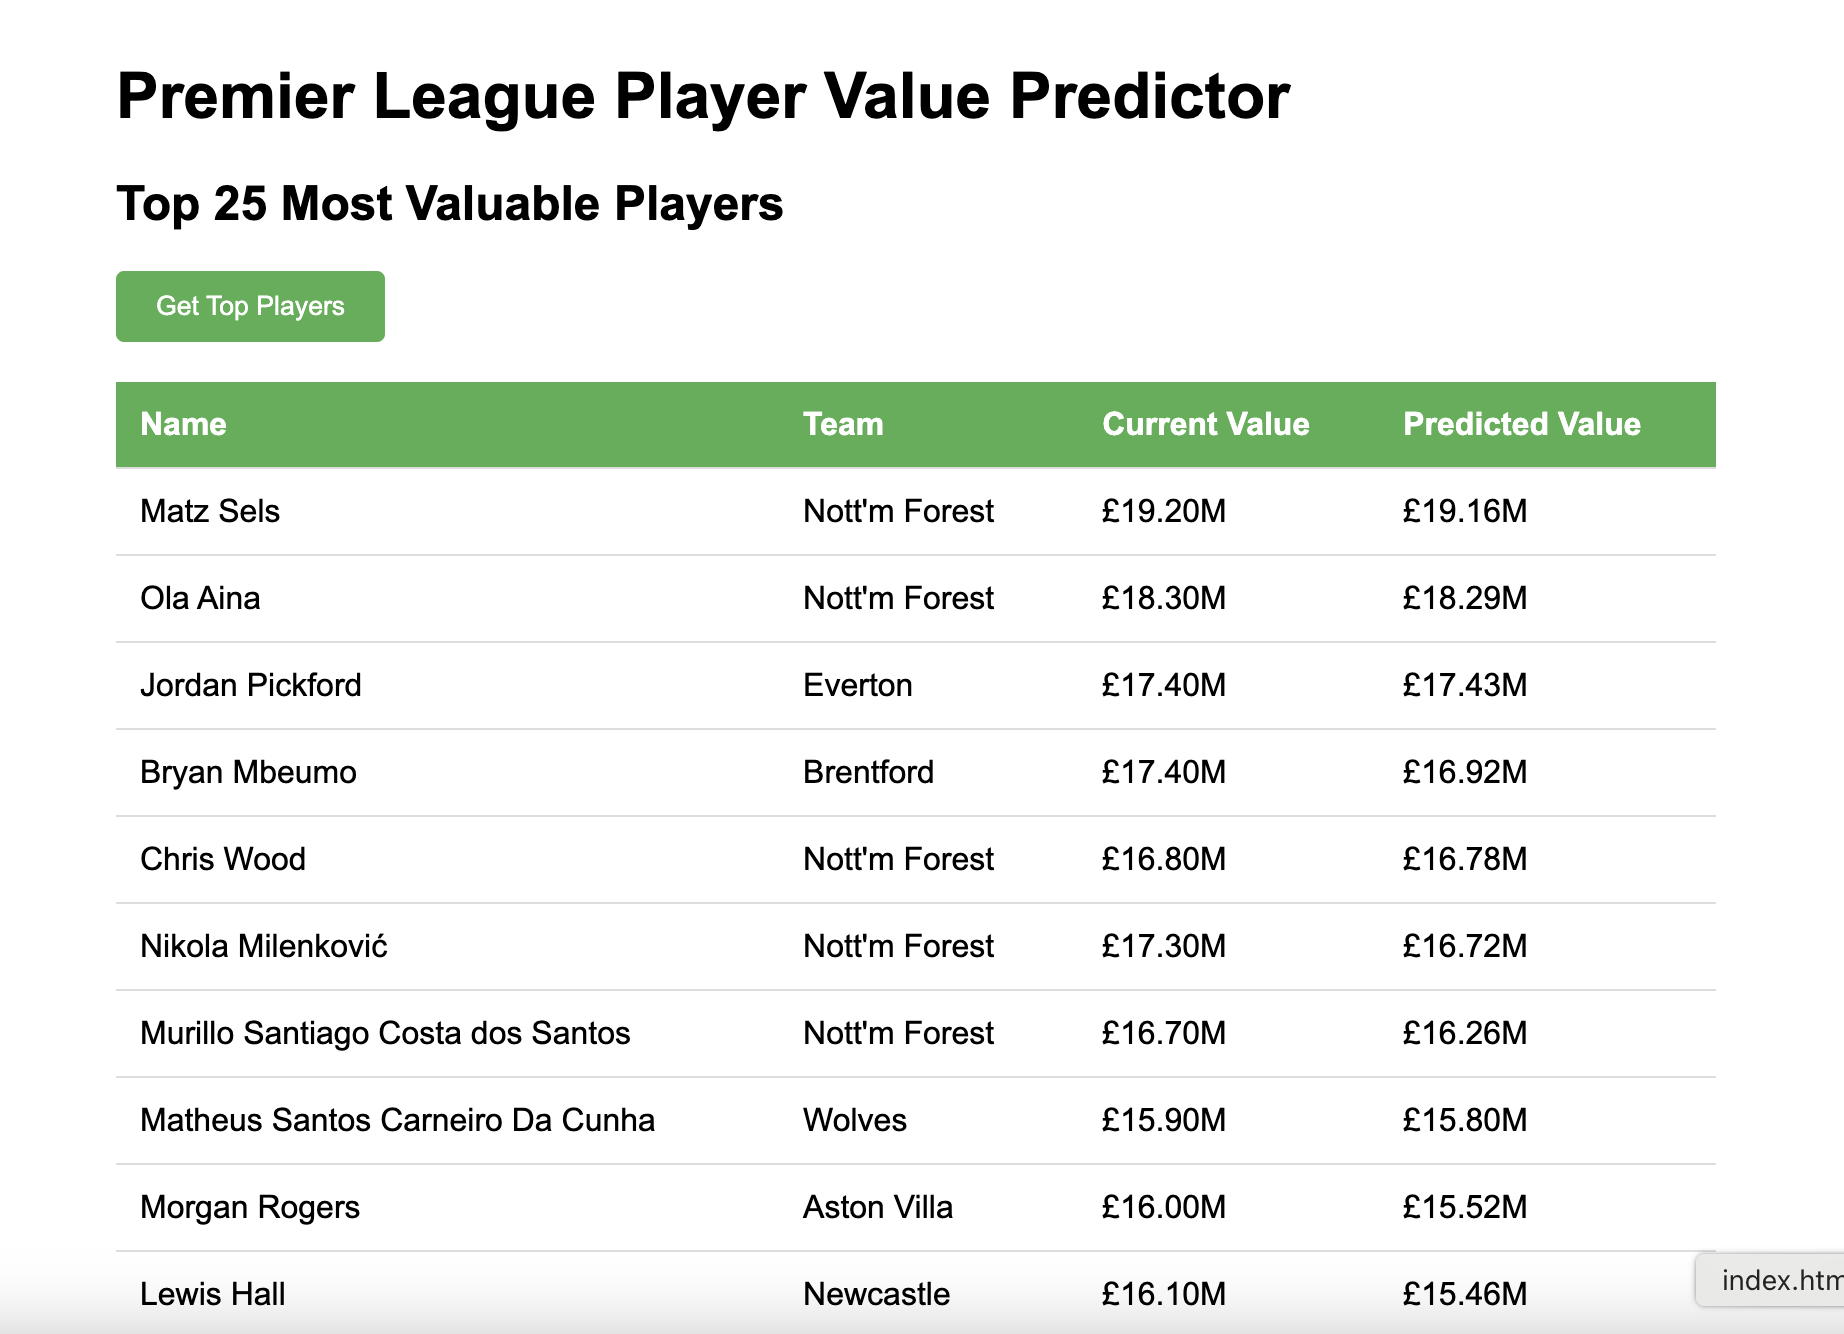 Premier League Player Value Predictor
Top 25 Most Valuable Players
Get Top Players
Name Team Current Value Predicted Value
Matz Sels Nott'm Forest £19.20M £19.16M
Ola Aina Nott'm Forest £18.30M £18.29M
Jordan Pickford Everton £17.40M £17.43M
Bryan Mbeumo Brentford £17.40M £16.92M
Chris Wood Nott'm Forest £16.80M £16.78M
Nikola Milenković Nott'm Forest £17.30M £16.72M
Murillo Santiago Costa dos Santos Nott'm Forest £16.70M £16.26M
Matheus Santos Carneiro Da Cunha Wolves £15.90M £15.80M
Morgan Rogers Aston Villa £16.00M £15.52M
Lewis Hall Newcastle £16.10M £15.46M
index.htm